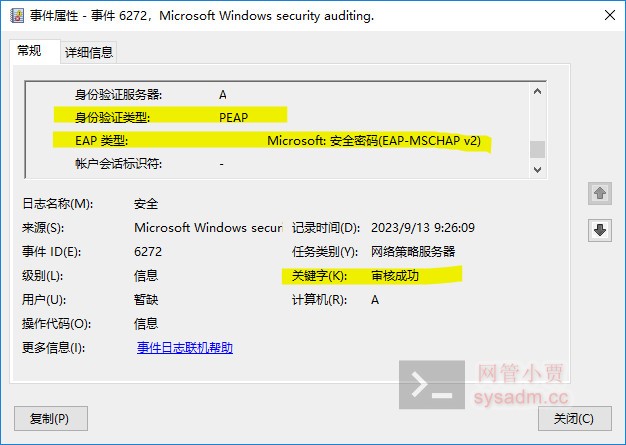 事件属性 - 事件 6272，Microsoft Windows security auditing.
常规 详细信息
身份验证服务器: A
身份验证类型: PEAP
EAP 类型: Microsoft: 安全密码(EAP-MSCHAP v2)
帐户会话标识符: -
日志名称(M): 安全
来源(S): Microsoft Windows securi 记录时间(D): 2023/9/13 9:26:09
事件 ID(E): 6272 任务类别(Y): 网络策略服务器
级别(L): 信息 关键字(K): 审核成功
用户(U): 暂缺 计算机(R): A
操作代码(O): 信息
更多信息(I): 事件日志联机帮助
网管小贾
sysadm.cc
复制(P) 关闭(C)